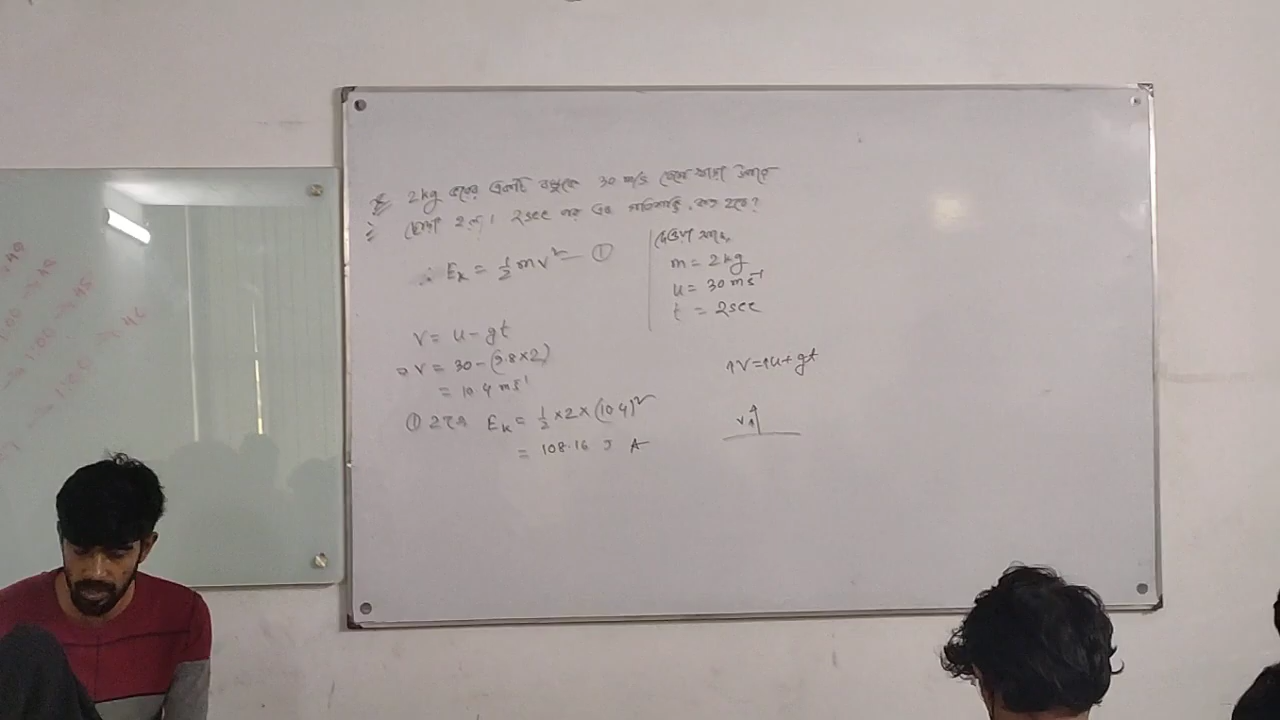 2kg ভরের একটি বস্তুকে 30 m/s বেগে খাড়া উপরে
ছোড়া হল। 2sec পর এর গতিশক্তি কত হবে?
∴ Eₖ = ½mv² — ①
দেওয়া আছে,
m = 2kg
u = 30 ms⁻¹
t = 2sec
v = u - gt
⇒ v = 30 - (9.8×2)
= 10.4 ms⁻¹
① হতে Eₖ = ½ × 2 × (10.4)²
= 108.16 J A
v = u + gt
v